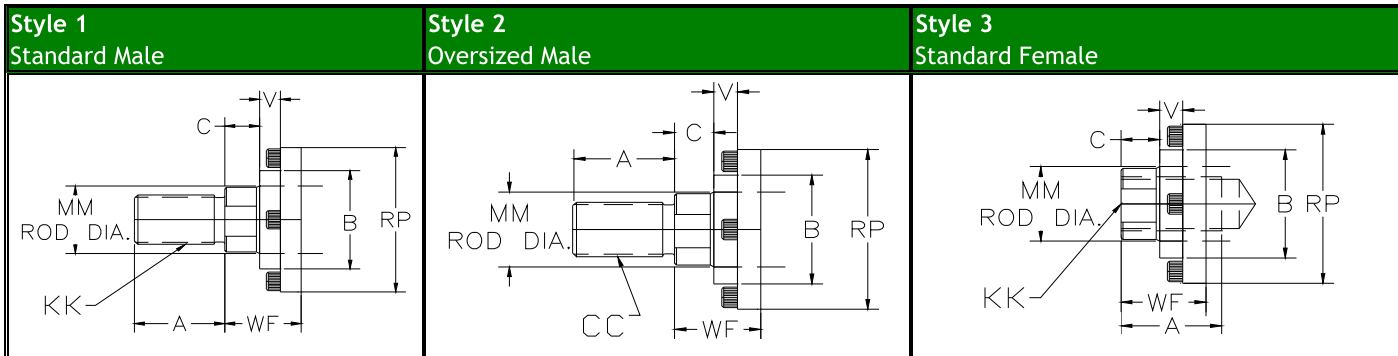 Style 1
Standard Male
Style 2
Oversized Male
Style 3
Standard Female
V
C
MM
ROD DIA.
B
RP
KK
A
WF
V
C
A
MM
ROD DIA.
B
RP
CC
WF
V
C
MM
ROD DIA.
B
RP
KK
WF
A